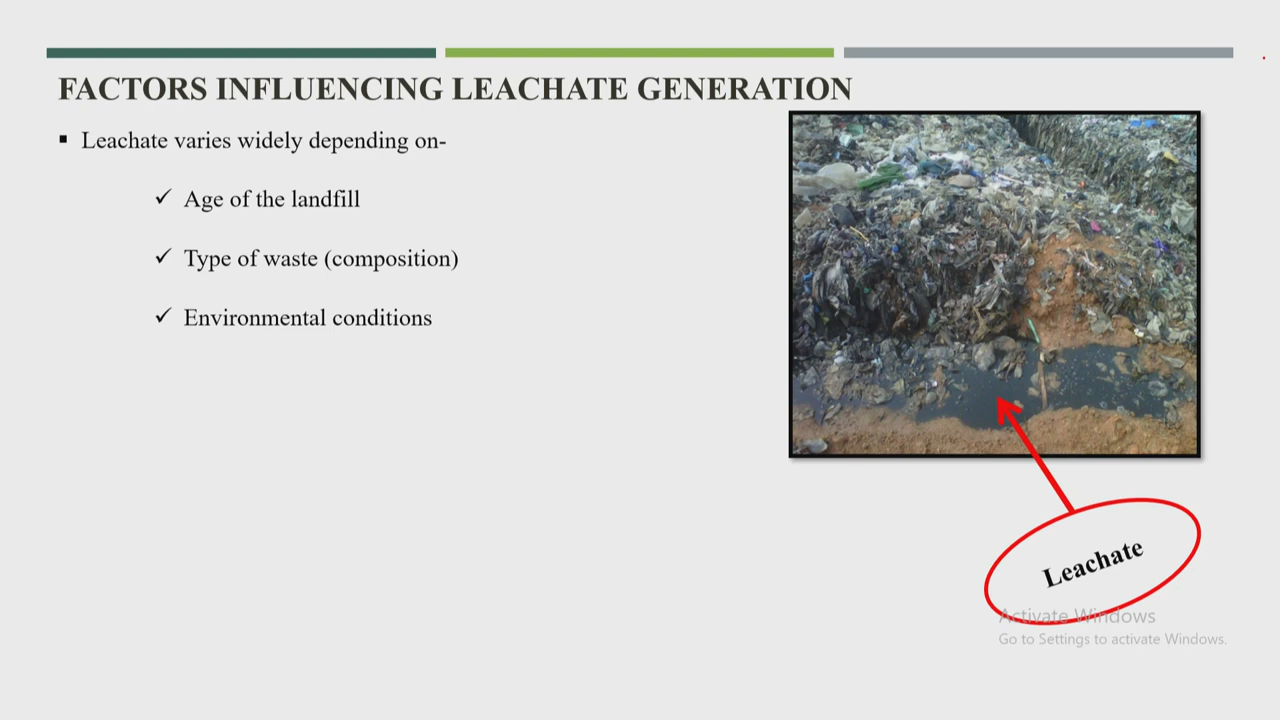 FACTORS INFLUENCING LEACHATE GENERATION
▪ Leachate varies widely depending on-
✓ Age of the landfill
✓ Type of waste (composition)
✓ Environmental conditions
Leachate
Activate Windows
Go to Settings to activate Windows.